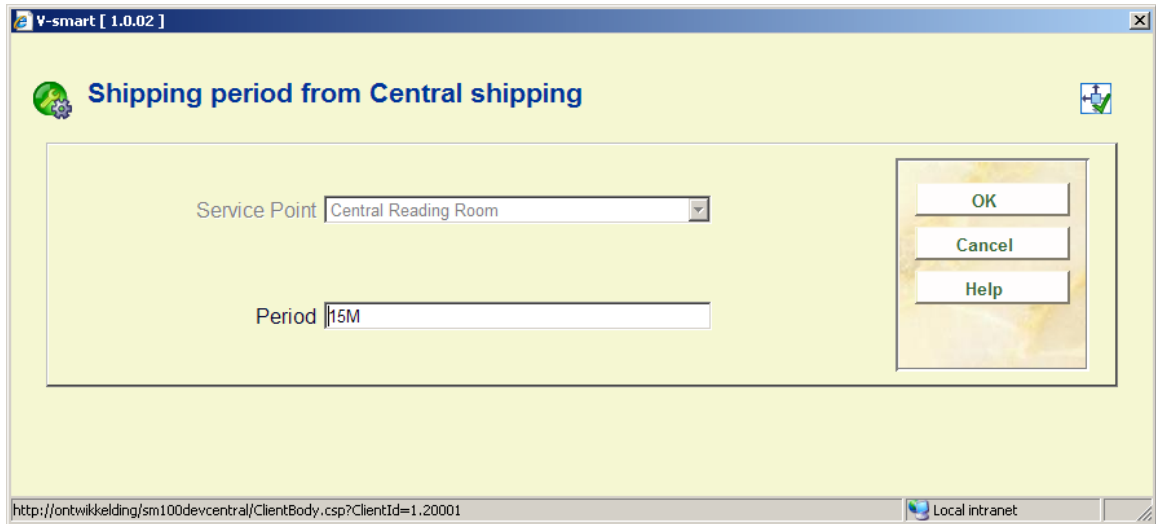 V-smart [ 1.0.02 ]
Shipping period from Central shipping
Service Point Central Reading Room
OK
Cancel
Help
Period 15M
http://ontwikkelding/sm100devcentral/ClientBody.csp?ClientId=1.20001 Local intranet